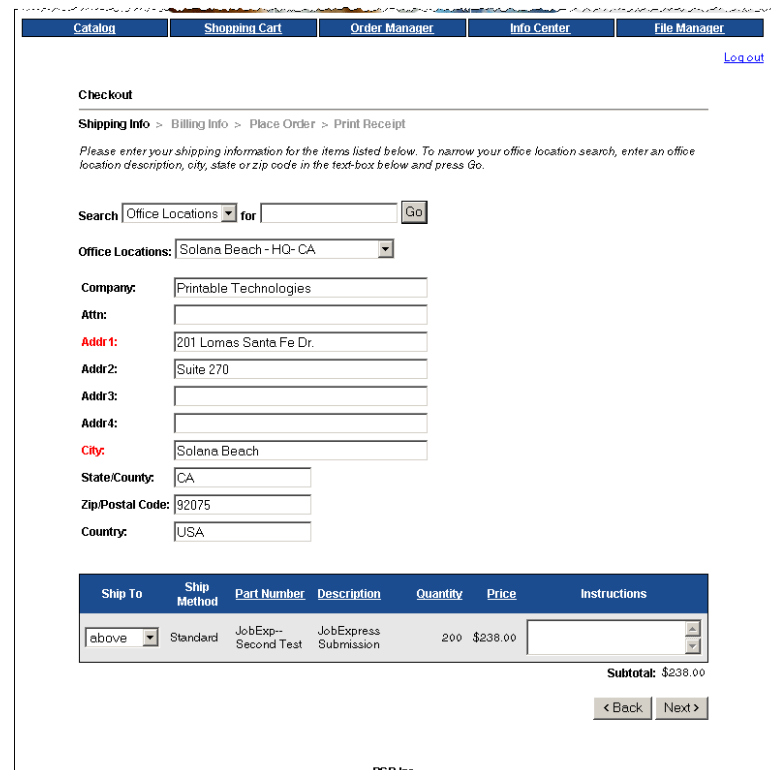 Catalog Shopping Cart Order Manager Info Center File Manager
Log out
Checkout
Shipping Info > Billing Info > Place Order > Print Receipt
Please enter your shipping information for the items listed below. To narrow your office location search, enter an office
location description, city, state or zip code in the text-box below and press Go.
Search Office Locations for Go
Office Locations: Solana Beach - HQ- CA
Company: Printable Technologies
Attn:
Addr1: 201 Lomas Santa Fe Dr.
Addr2: Suite 270
Addr3:
Addr4:
City: Solana Beach
State/County: CA
Zip/Postal Code: 92075
Country: USA
Ship To Ship Method Part Number Description Quantity Price Instructions
above Standard JobExp-- Second Test JobExpress Submission 200 $238.00
Subtotal: $238.00
< Back Next >